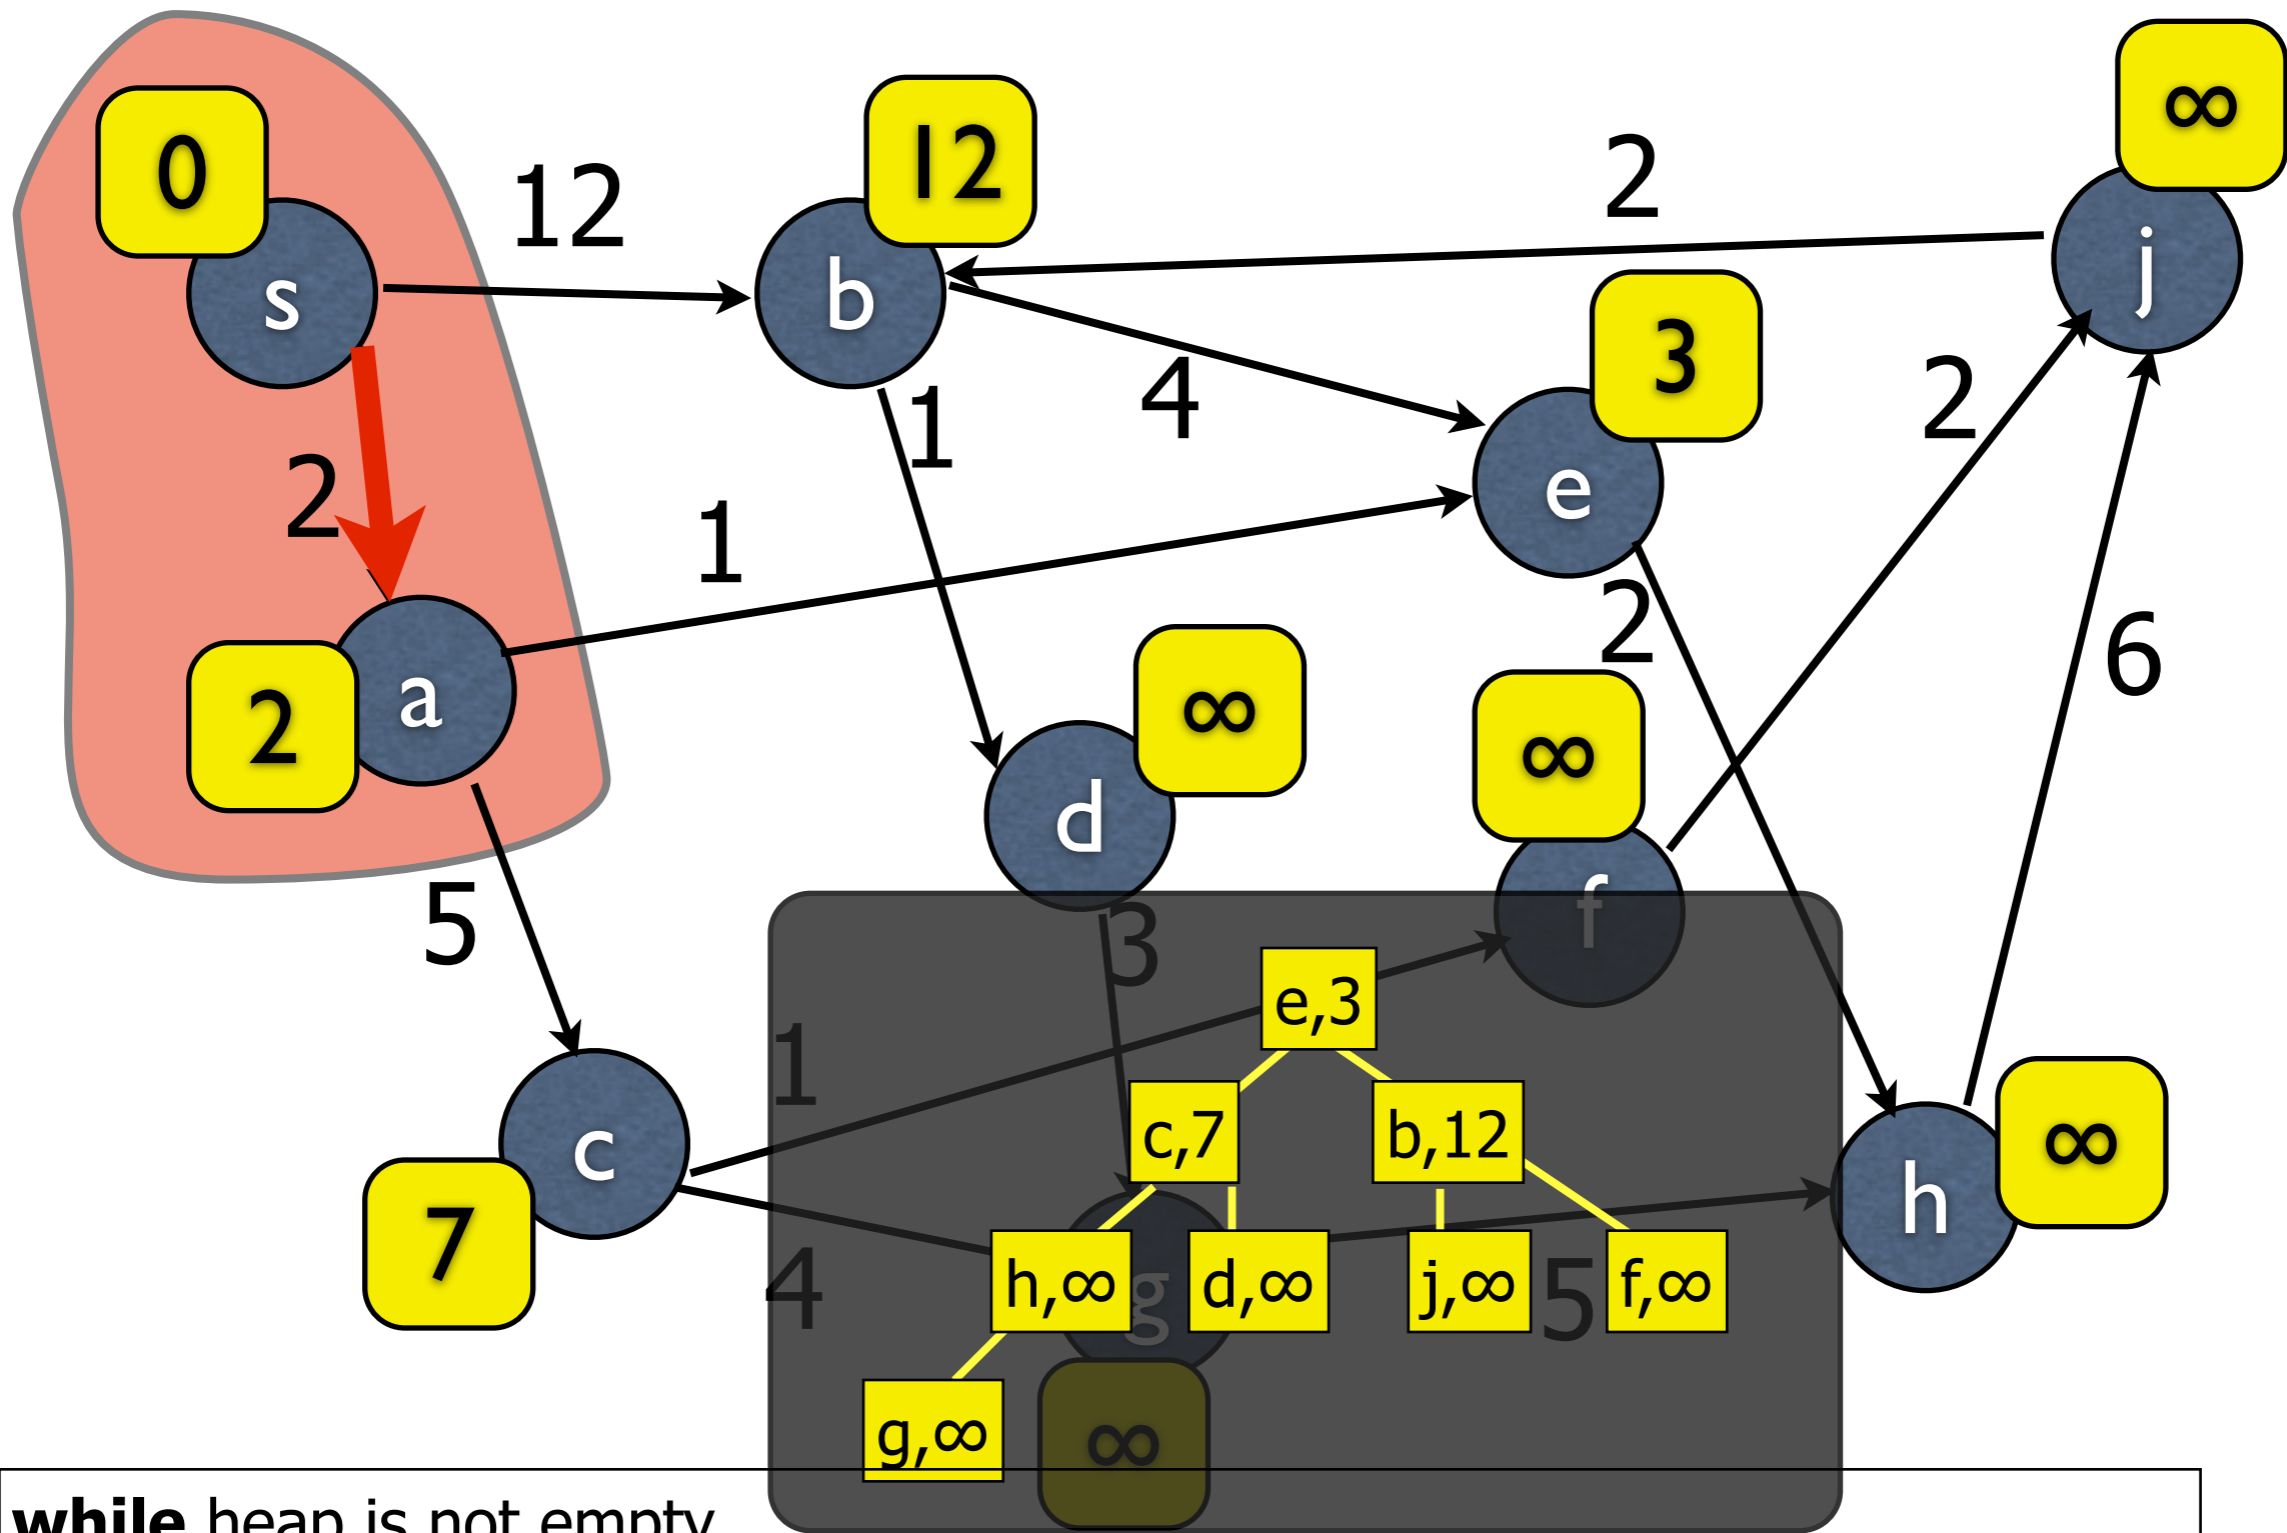 0
12
∞
12
2
s
b
j
3
4
2
1
2
e
1
2
6
∞
∞
2
a
d
5
3
f
e,3
1
c,7
b,12
c
∞
h
7
4
h,∞
g
d,∞
j,∞
5
f,∞
g,∞
∞
while heap is not empty